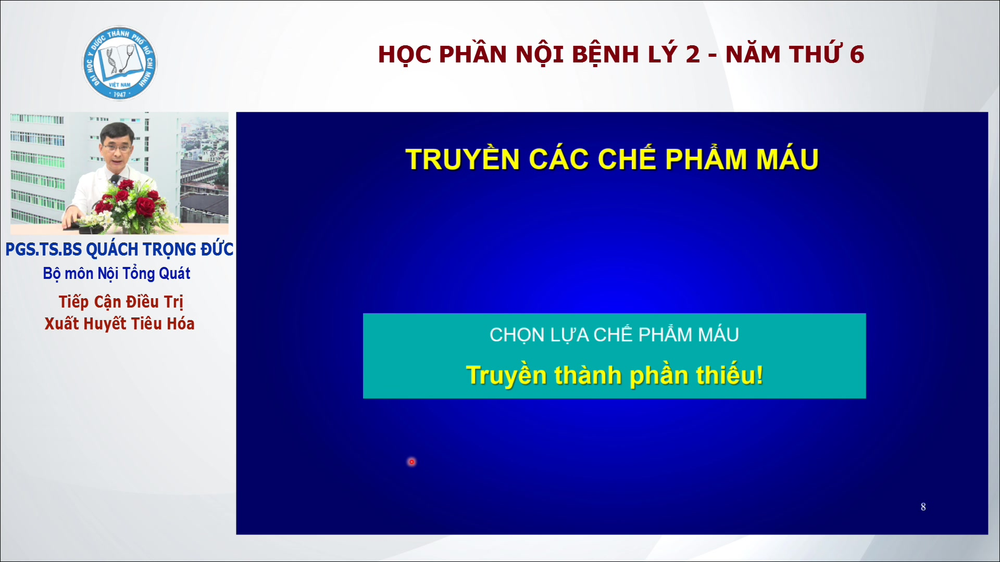 ĐẠI HỌC Y DƯỢC THÀNH PHỐ HỒ CHÍ MINH
VIỆT NAM
1947
HỌC PHẦN NỘI BỆNH LÝ 2 - NĂM THỨ 6
PGS.TS.BS QUÁCH TRỌNG ĐỨC
Bộ môn Nội Tổng Quát
Tiếp Cận Điều Trị
Xuất Huyết Tiêu Hóa
TRUYỀN CÁC CHẾ PHẨM MÁU
CHỌN LỰA CHẾ PHẨM MÁU
Truyền thành phần thiếu!
8